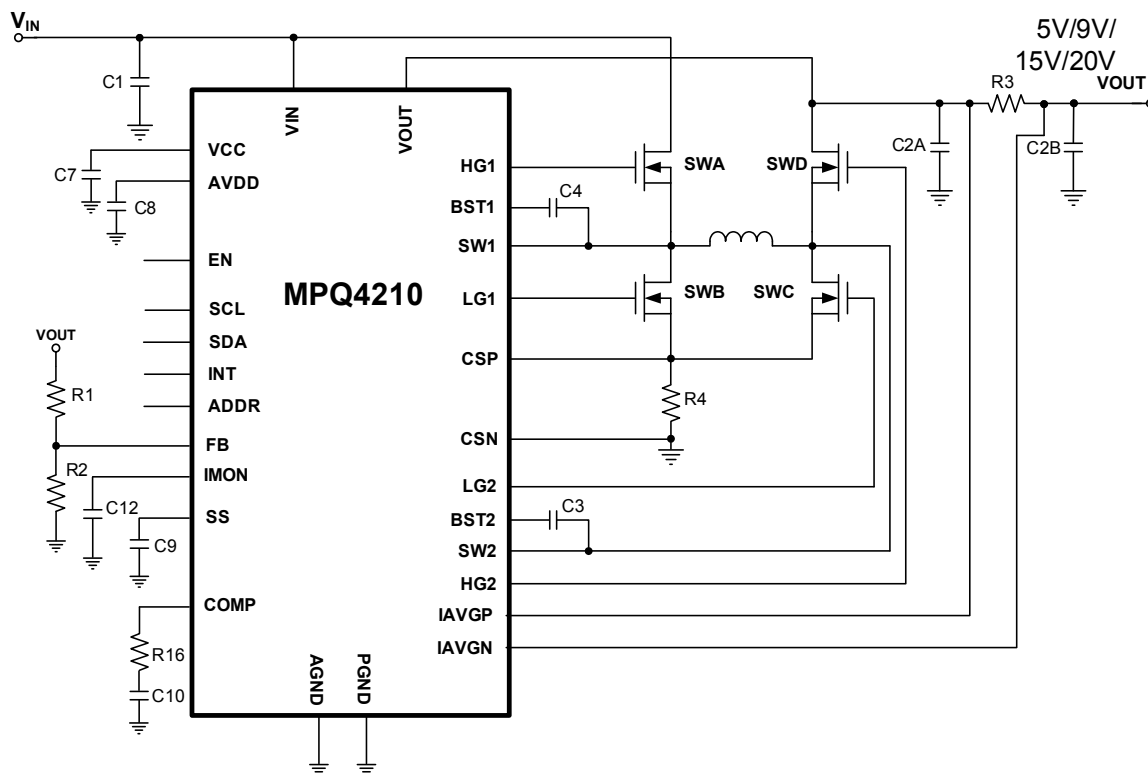 VIN
5V/9V/
15V/20V
VOUT
C1
R3
VIN
VOUT
C2A
C2B
VCC
C7
AVDD
C8
HG1
SWA
SWD
C4
BST1
EN
SW1
MPQ4210
SCL
LG1
SWB
SWC
VOUT
SDA
INT
CSP
R1
ADDR
R4
FB
CSN
R2
IMON
LG2
C12
C3
SS
BST2
C9
SW2
HG2
COMP
IAVGP
R16
IAVGN
C10
AGND
PGND